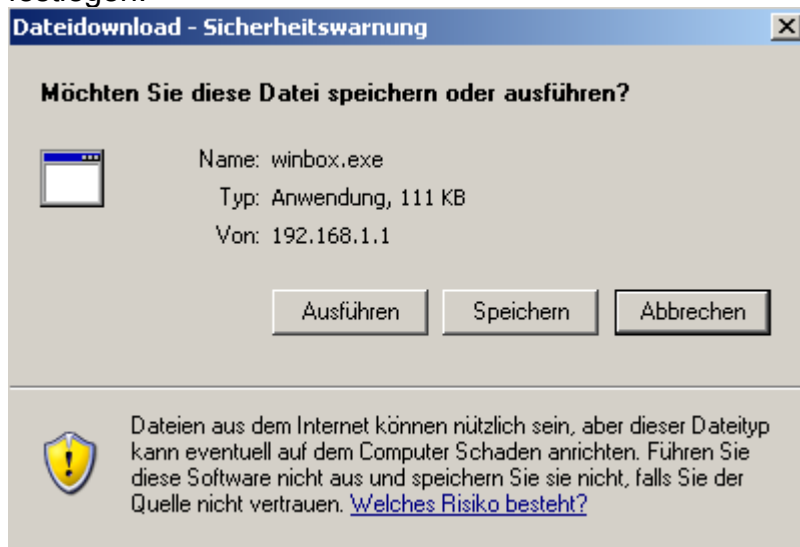 Dateidownload - Sicherheitswarnung
Möchten Sie diese Datei speichern oder ausführen?
Name: winbox.exe
Typ: Anwendung, 111 KB
Von: 192.168.1.1
Ausführen Speichern Abbrechen
Dateien aus dem Internet können nützlich sein, aber dieser Dateityp
kann eventuell auf dem Computer Schaden anrichten. Führen Sie
diese Software nicht aus und speichern Sie sie nicht, falls Sie der
Quelle nicht vertrauen. Welches Risiko besteht?